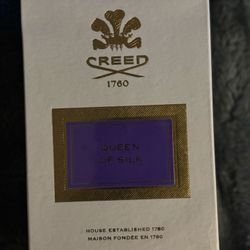 CREED
1760
QUEEN
OF SILK
HOUSE ESTABLISHED 1760
MAISON FONDÉE EN 1760